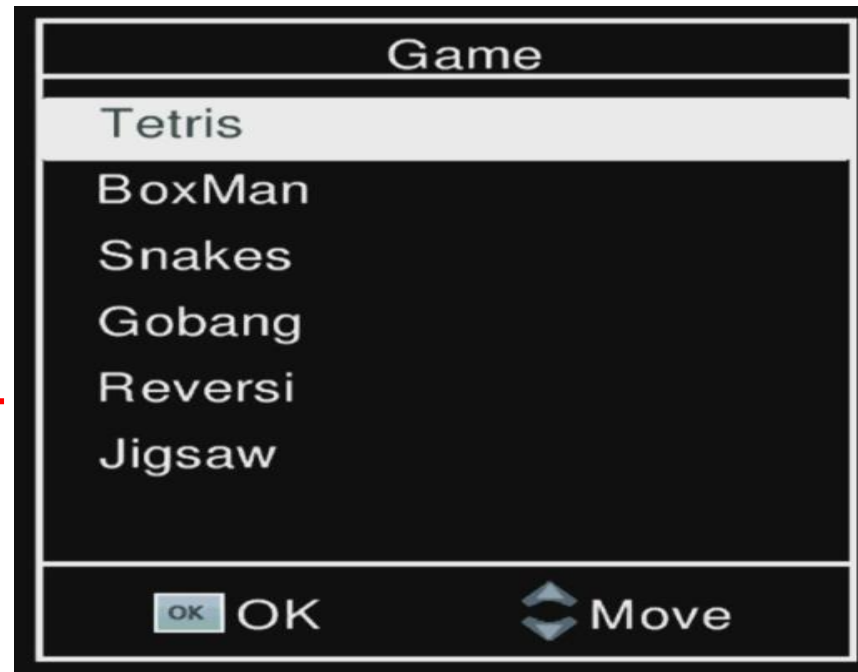 Game
Tetris
BoxMan
Snakes
Gobang
Reversi
Jigsaw
OK OK Move